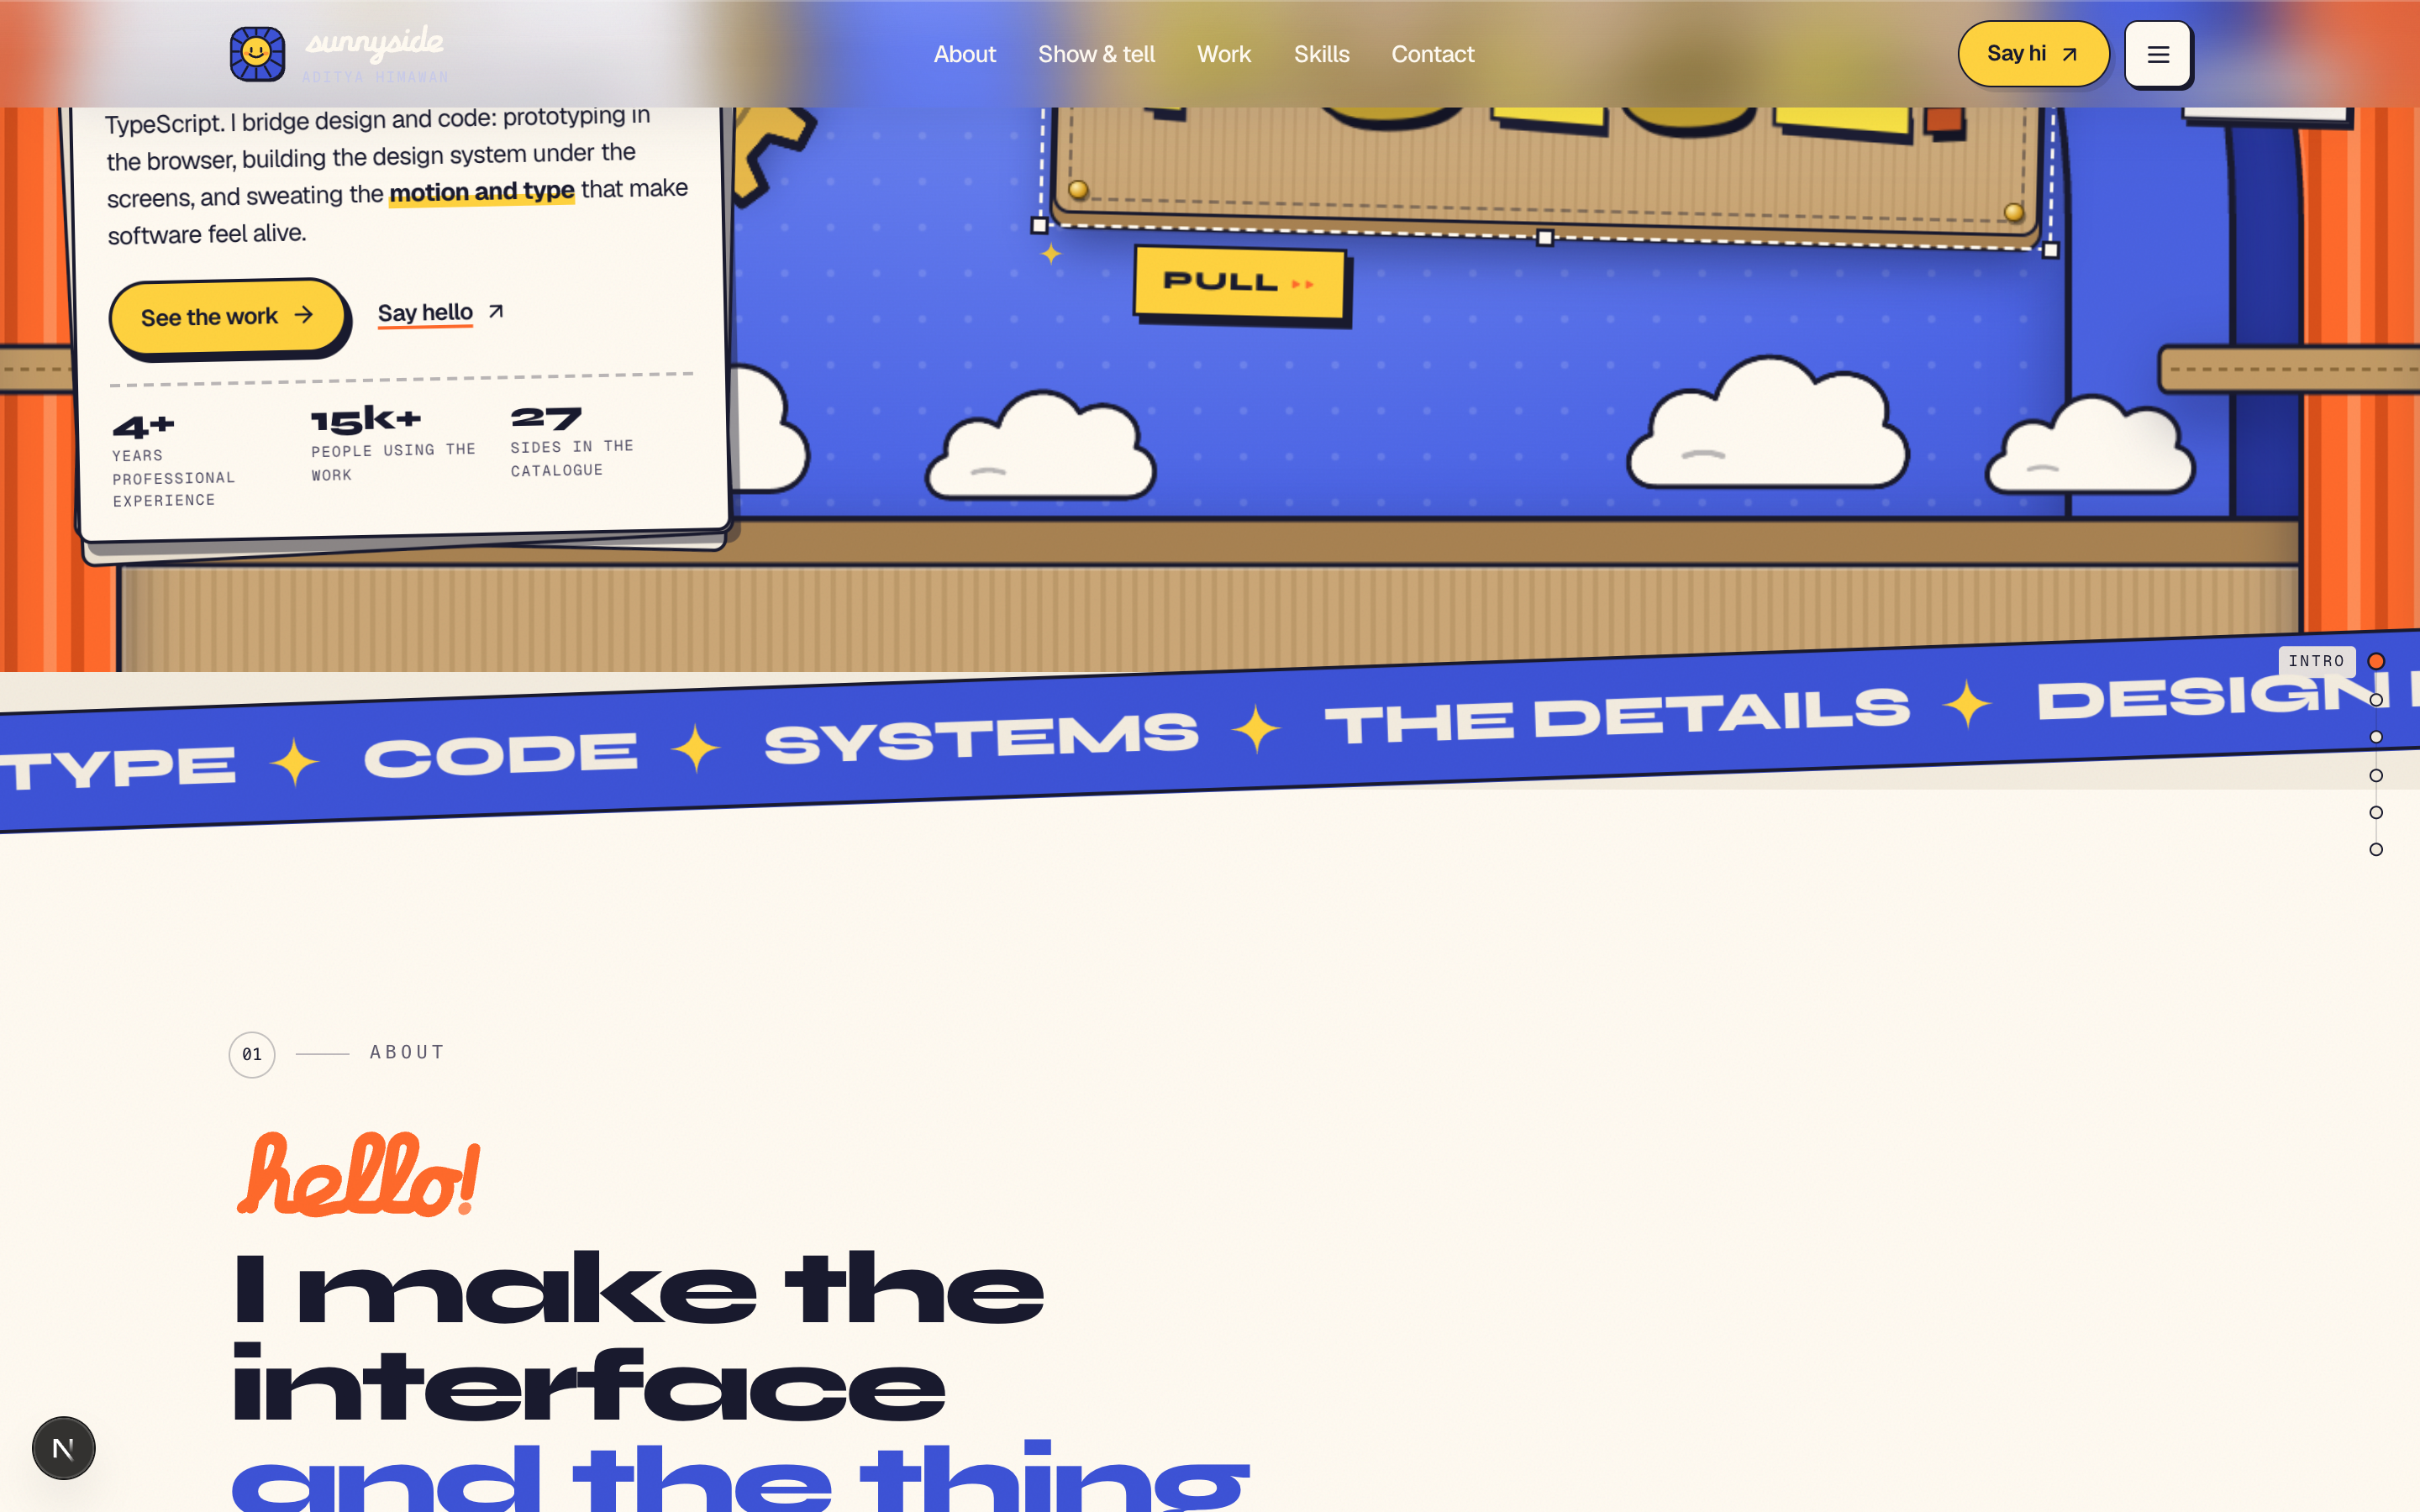 sunnyside
ADITYA HIMAWAN
About
Show & tell
Work
Skills
Contact
Say hi
TypeScript. I bridge design and code: prototyping in
the browser, building the design system under the
screens, and sweating the motion and type that make
software feel alive.
See the work
Say hello
4+
YEARS
PROFESSIONAL
EXPERIENCE
15k+
PEOPLE USING THE
WORK
27
SIDES IN THE
CATALOGUE
PULL
INTRO
TYPE CODE SYSTEMS THE DETAILS DESIGN
01
ABOUT
hello!
I make the
interface
and the thing
N